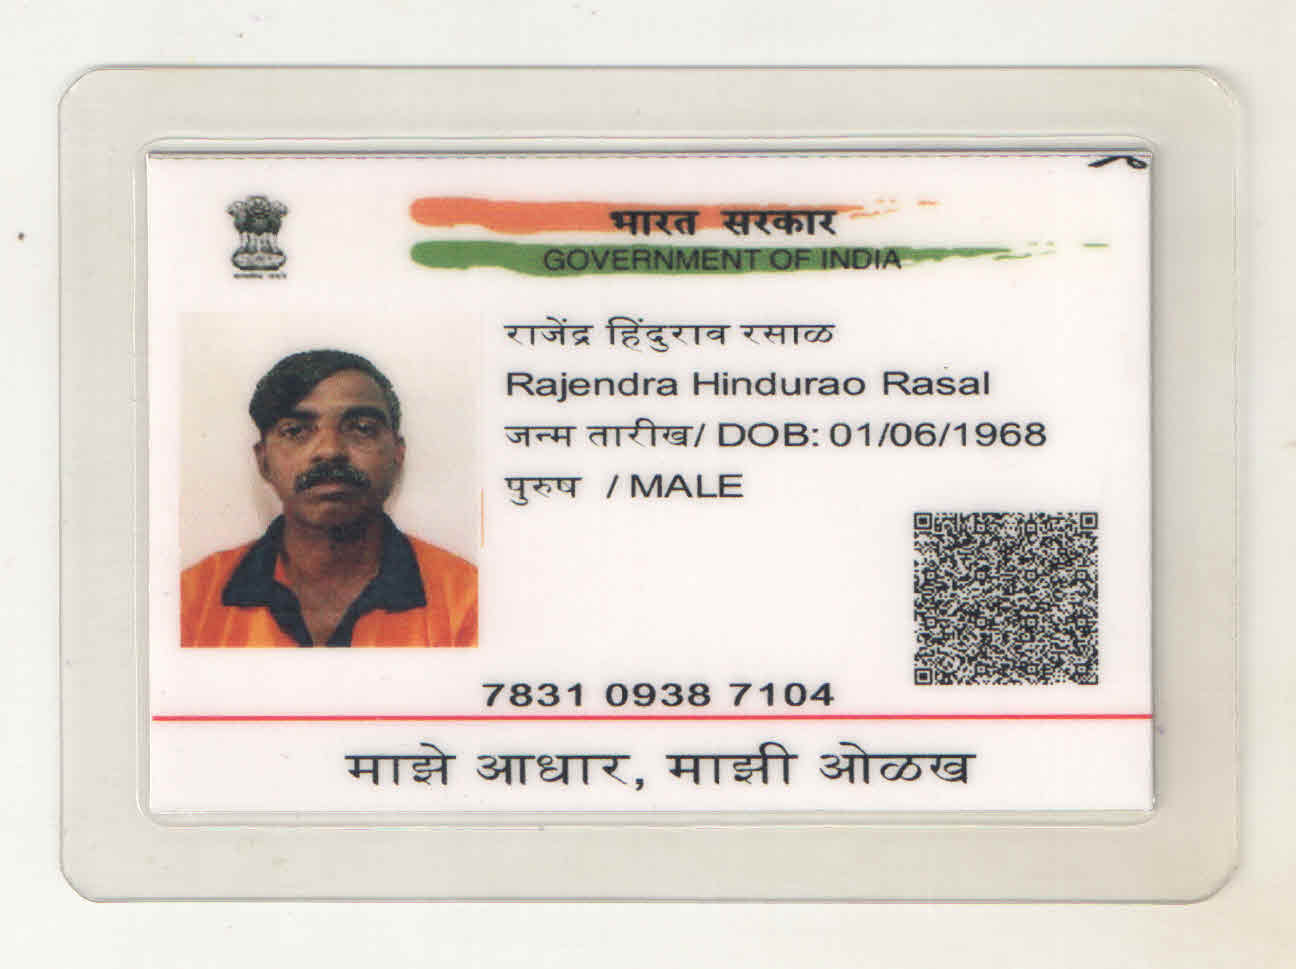 भारत सरकार
GOVERNMENT OF INDIA
राजेंद्र हिंदुराव रसाळ
Rajendra Hindurao Rasal
जन्म तारीख/ DOB: 01/06/1968
पुरुष / MALE
7831 0938 7104
माझे आधार, माझी ओळख